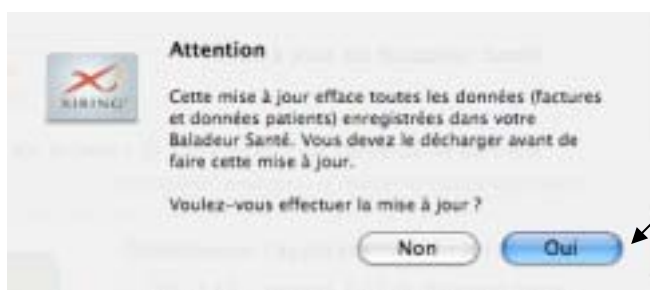 Attention
XIRING
Cette mise à jour efface toutes les données (factures
et données patients) enregistrées dans votre
Baladeur Santé. Vous devez le décharger avant de
faire cette mise à jour.
Voulez-vous effectuer la mise à jour ?
Non
Oui